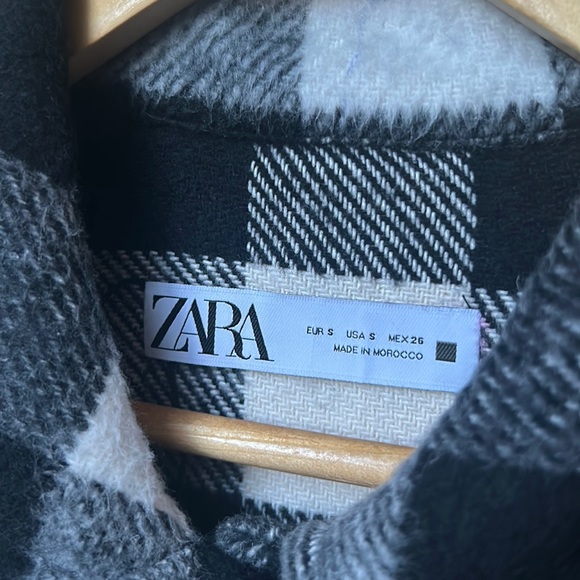 ZARA
EUR S USA S MEX 26
MADE IN MOROCCO